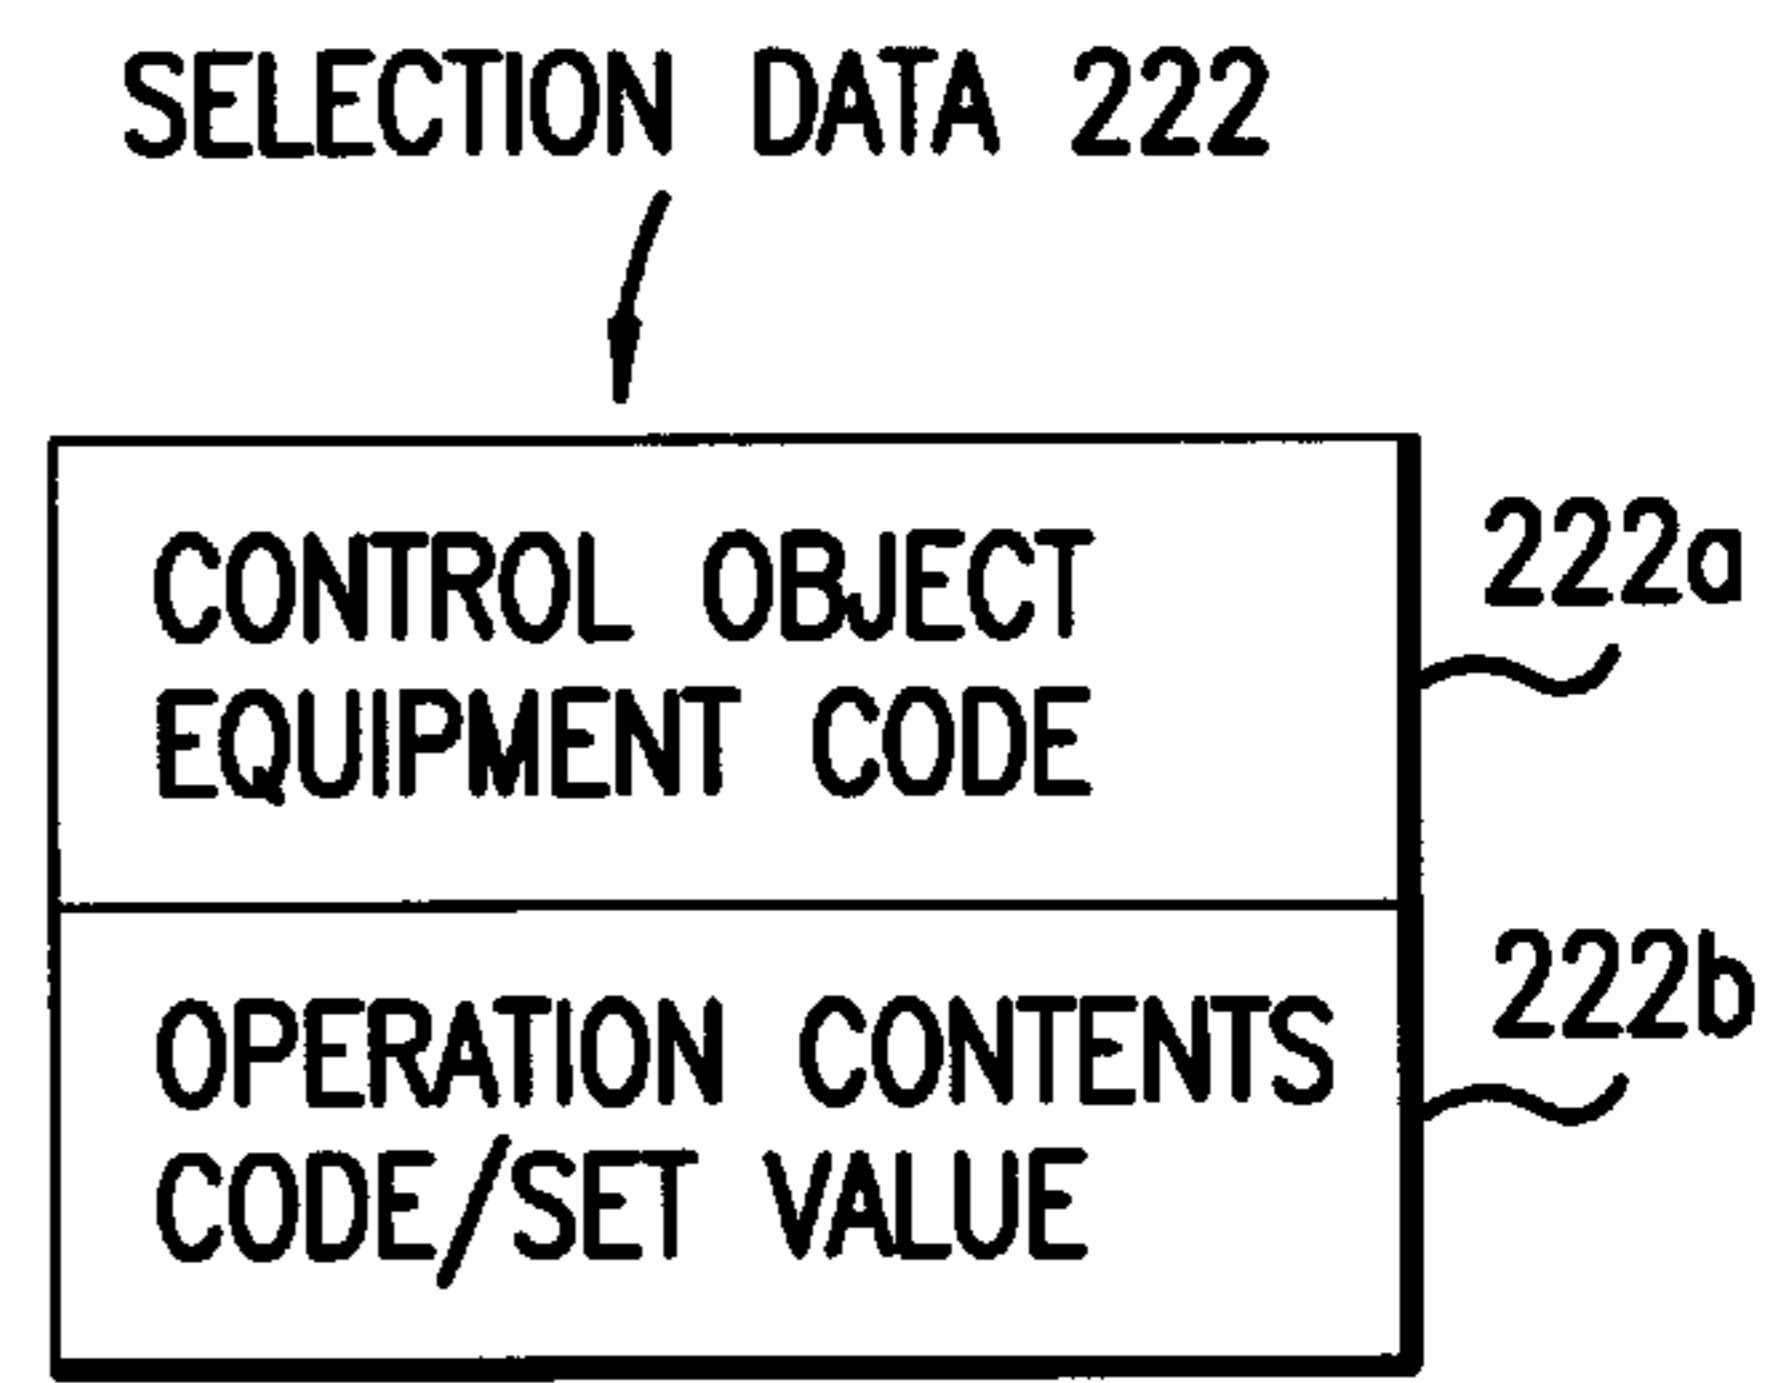 SELECTION DATA 222
CONTROL OBJECT
EQUIPMENT CODE
222a
OPERATION CONTENTS
CODE/SET VALUE
222b